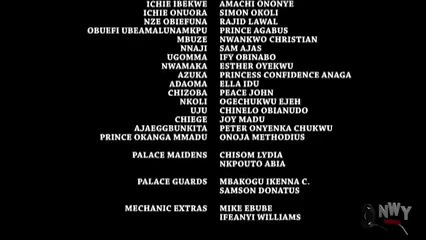 ICHIE IBEKWE AMACHI ONONYE
ICHIE ONUORA SIMON OKOLI
NZE OBIEFUNA RAJID LAWAL
OBUEFI UBEAMALUNAMKPU PRINCE AGABUS
MBUZE NWANKWO CHRISTIAN
NNAJI SAM AJAS
UGOMMA IFY OBINABO
NWAMAKA ESTHER OYEKWU
AZUKA PRINCESS CONFIDENCE ANAGA
ADAOMA ELLA IDU
CHIZOBA PEACE JOHN
NKOLI OGECHUKWU EJEH
UJU CHINELO OBIANUDO
CHIEGE JOY MADU
AJAEGGBUNKITA PETER ONYENKA CHUKWU
PRINCE OKANGA MMADU ONOJA METHODIUS
PALACE MAIDENS CHISOM LYDIA
NKPOUTO ABIA
PALACE GUARDS MBAKOGU IKENNA C.
SAMSON DONATUS
MECHANIC EXTRAS MIKE EBUBE
IFEANYI WILLIAMS
NWY